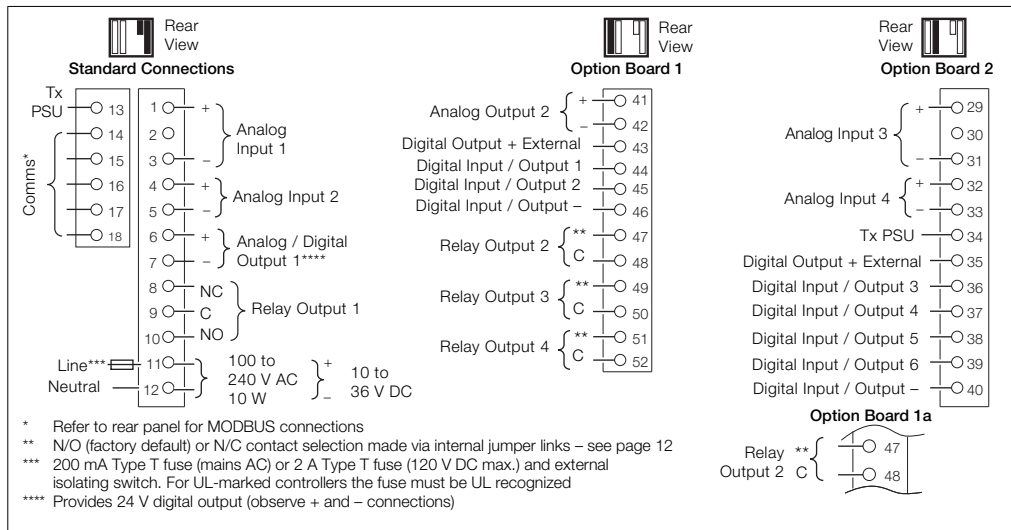 Rear
View
Standard Connections
Tx
PSU
13
14
15
16
17
18
Comms*
1 +
2
3 –
Analog
Input 1
4 +
5 –
Analog Input 2
6 +
7 –
Analog / Digital
Output 1****
8 NC
9 C
10 NO
Relay Output 1
Line*** 11
Neutral 12
100 to
240 V AC
10 W
+
–
10 to
36 V DC
Rear
View
Option Board 1
Analog Output 2 + 41
– 42
Digital Output + External 43
Digital Input / Output 1 44
Digital Input / Output 2 45
Digital Input / Output – 46
Relay Output 2 ** 47
C 48
Relay Output 3 ** 49
C 50
Relay Output 4 ** 51
C 52
Rear
View
Option Board 2
Analog Input 3 + 29
30
– 31
Analog Input 4 + 32
– 33
Tx PSU 34
Digital Output + External 35
Digital Input / Output 3 36
Digital Input / Output 4 37
Digital Input / Output 5 38
Digital Input / Output 6 39
Digital Input / Output – 40
Option Board 1a
Relay ** 47
Output 2 C 48
* Refer to rear panel for MODBUS connections
** N/O (factory default) or N/C contact selection made via internal jumper links – see page 12
*** 200 mA Type T fuse (mains AC) or 2 A Type T fuse (120 V DC max.) and external
isolating switch. For UL-marked controllers the fuse must be UL recognized
**** Provides 24 V digital output (observe + and – connections)